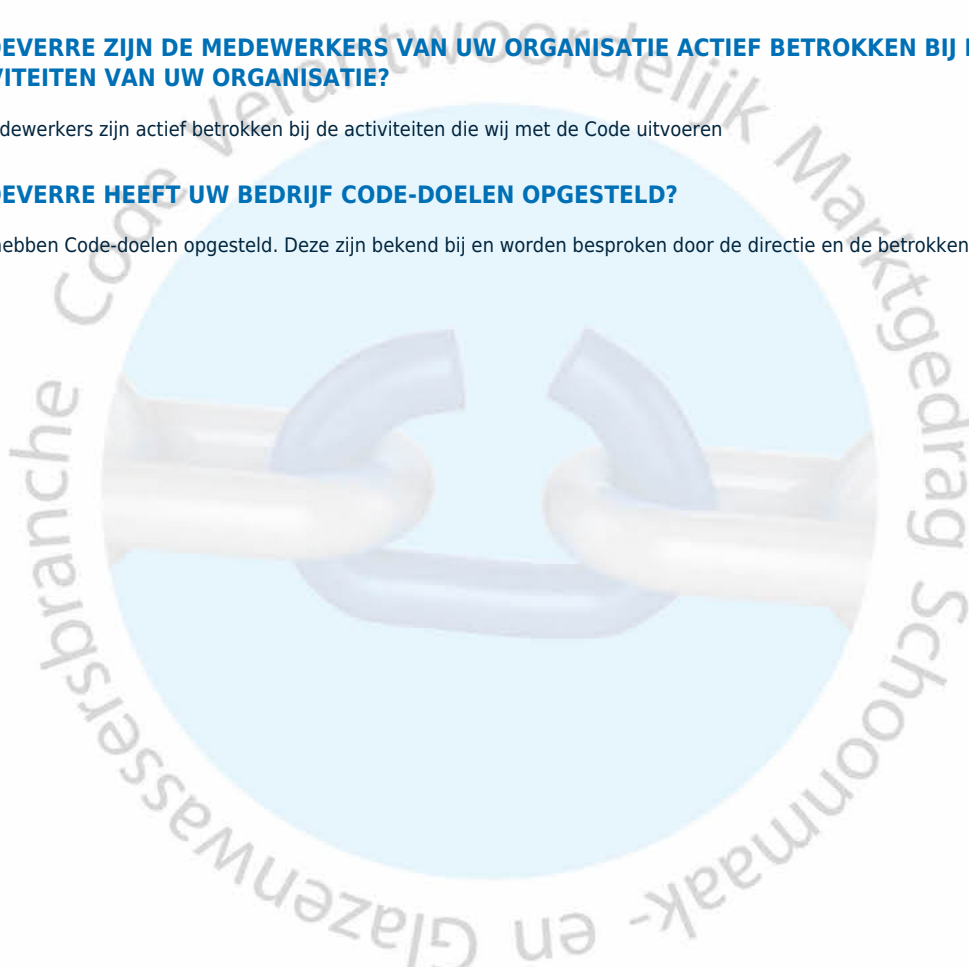 OEVERRE ZIJN DE MEDEWERKERS VAN UW ORGANISATIE ACTIEF BETROKKEN BIJ
VITEITEN VAN UW ORGANISATIE?
dewerkers zijn actief betrokken bij de activiteiten die wij met de Code uitvoeren
OEVERRE HEEFT UW BEDRIJF CODE-DOELEN OPGESTELD?
hebben Code-doelen opgesteld. Deze zijn bekend bij en worden besproken door de directie en de betrokken
Code Verantwoordelijk Marktgedrag Schoonmaak- en Glazenwassersbranche